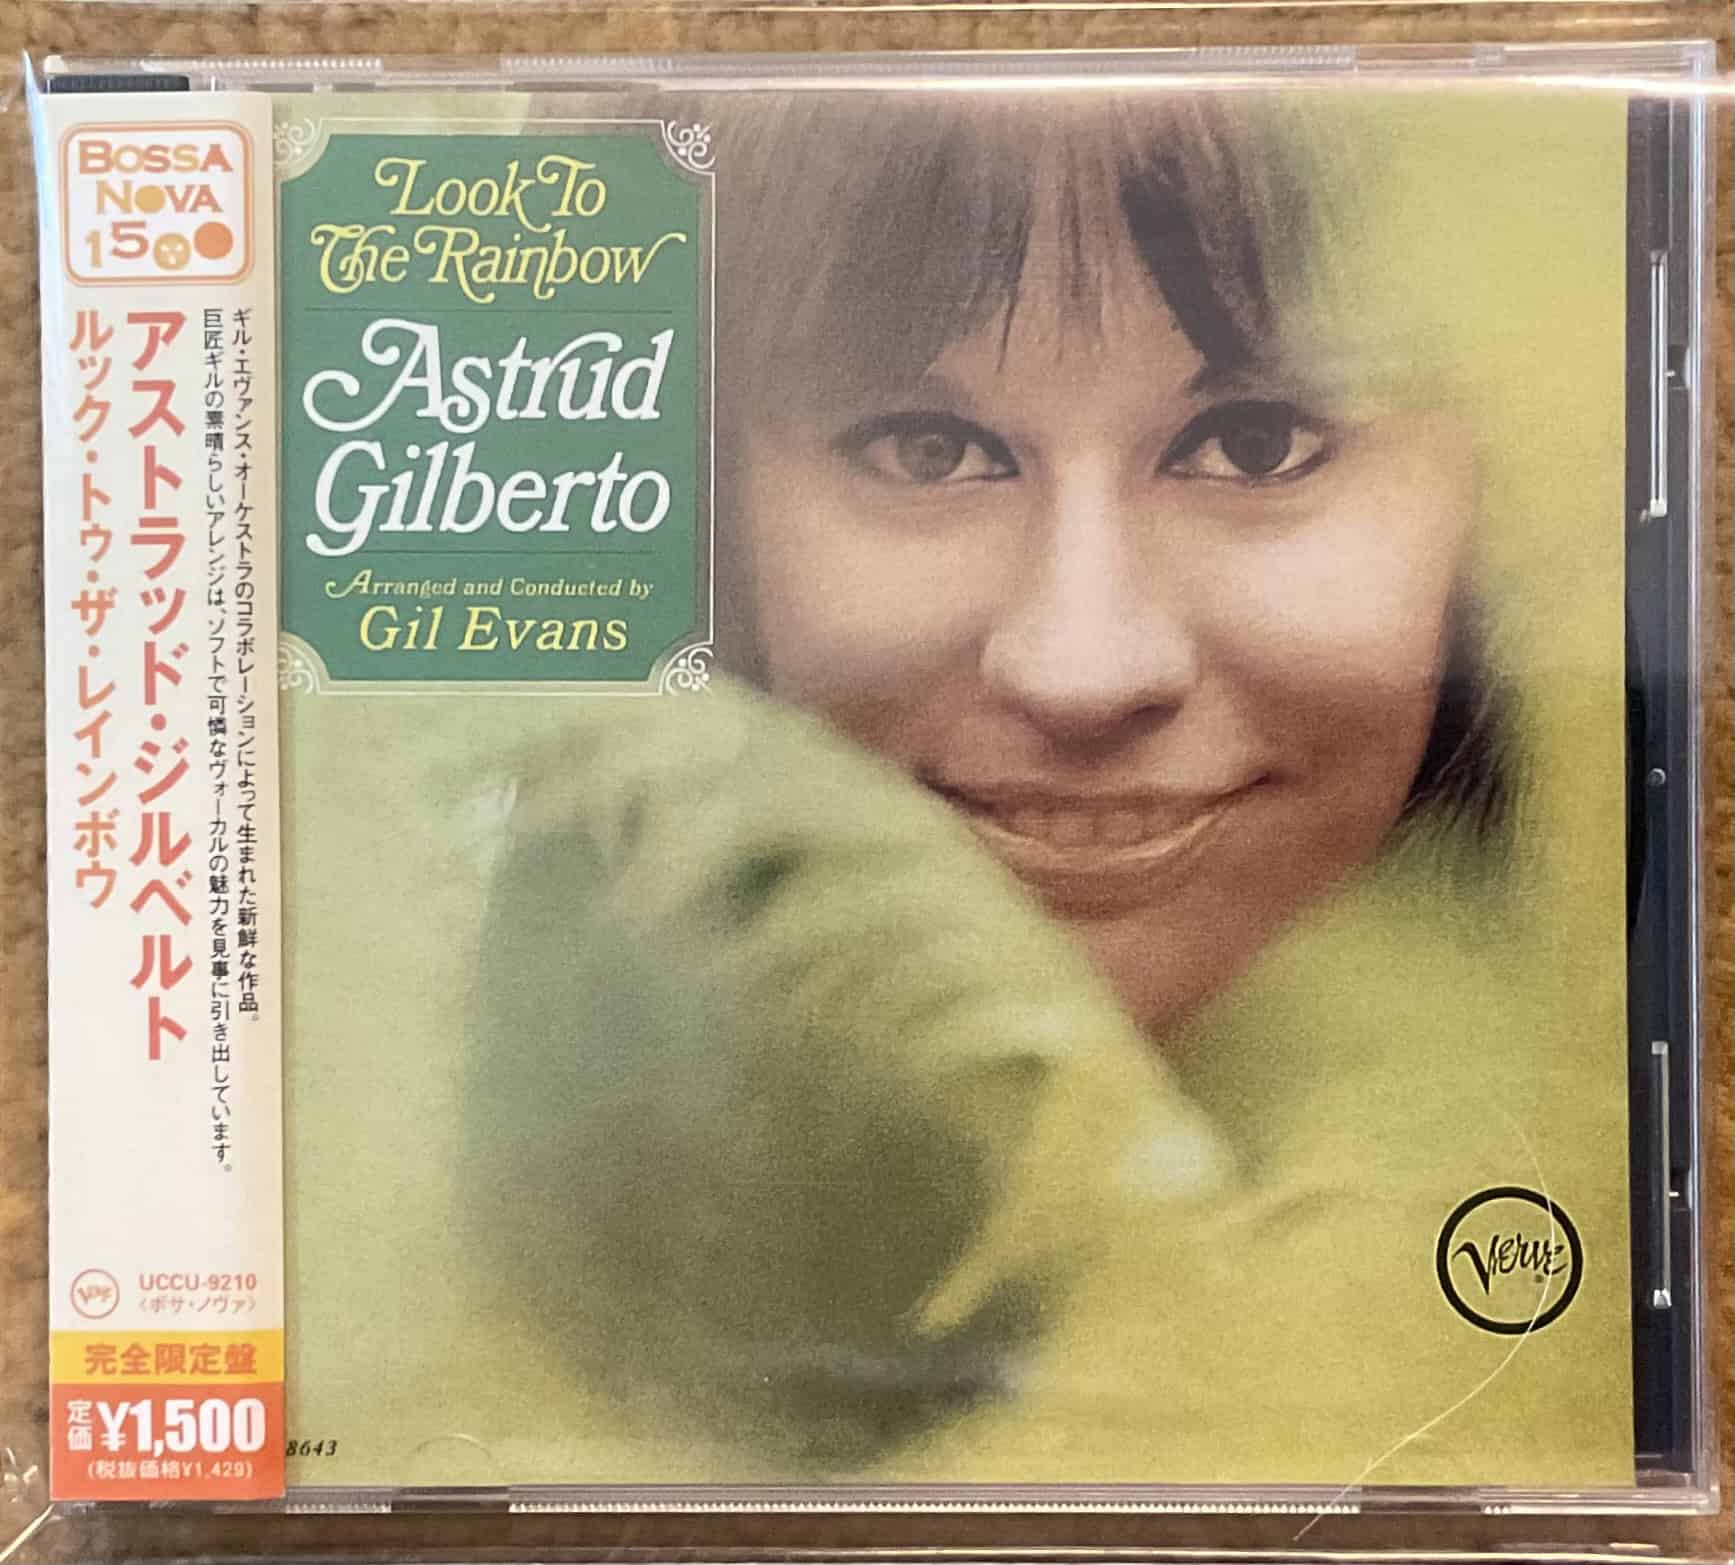 BOSSA
NOVA
1500
ギル・エヴァンス・オーケストラのコラボレーションによって生まれた新鮮な作品。
巨匠ギルの素晴らしいアレンジは、ソフトで可憐なヴォーカルの魅力を見事に引き出しています。
アストラッド・ジルベルト
ルック・トゥ・ザ・レインボウ
Verve
UCCU-9210
〈ボサ・ノヴァ〉
完全限定盤
定価 ¥1,500
(税抜価格¥1,429)
Look To
The Rainbow
Astrud
Gilberto
Arranged and Conducted by
Gil Evans
8643
Verve